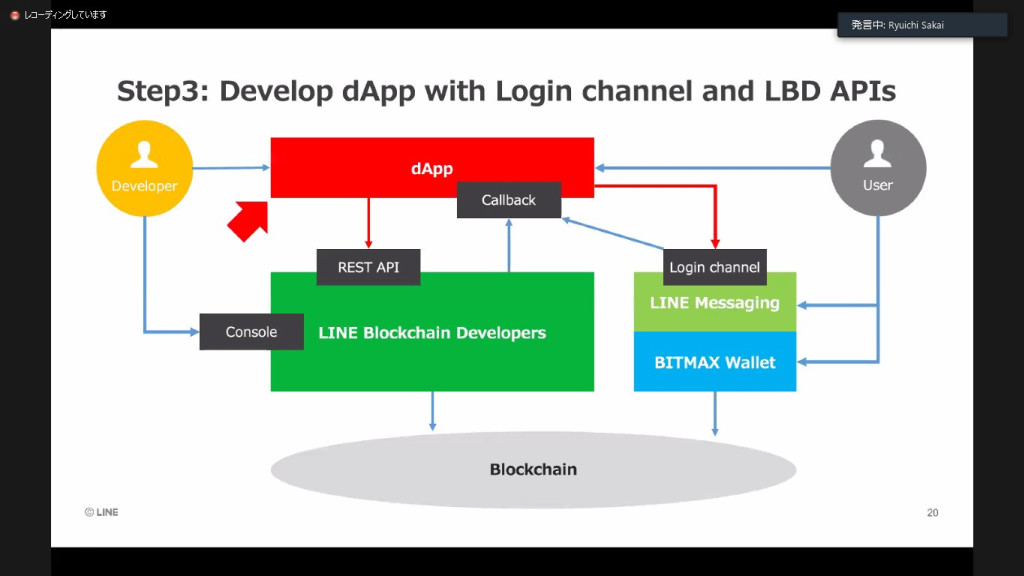 レコーディングしています
発言中: Ryuichi Sakai
Step3: Develop dApp with Login channel and LBD APIs
Developer
dApp
User
Callback
REST API
Login channel
LINE Messaging
Console
LINE Blockchain Developers
BITMAX Wallet
Blockchain
© LINE
20